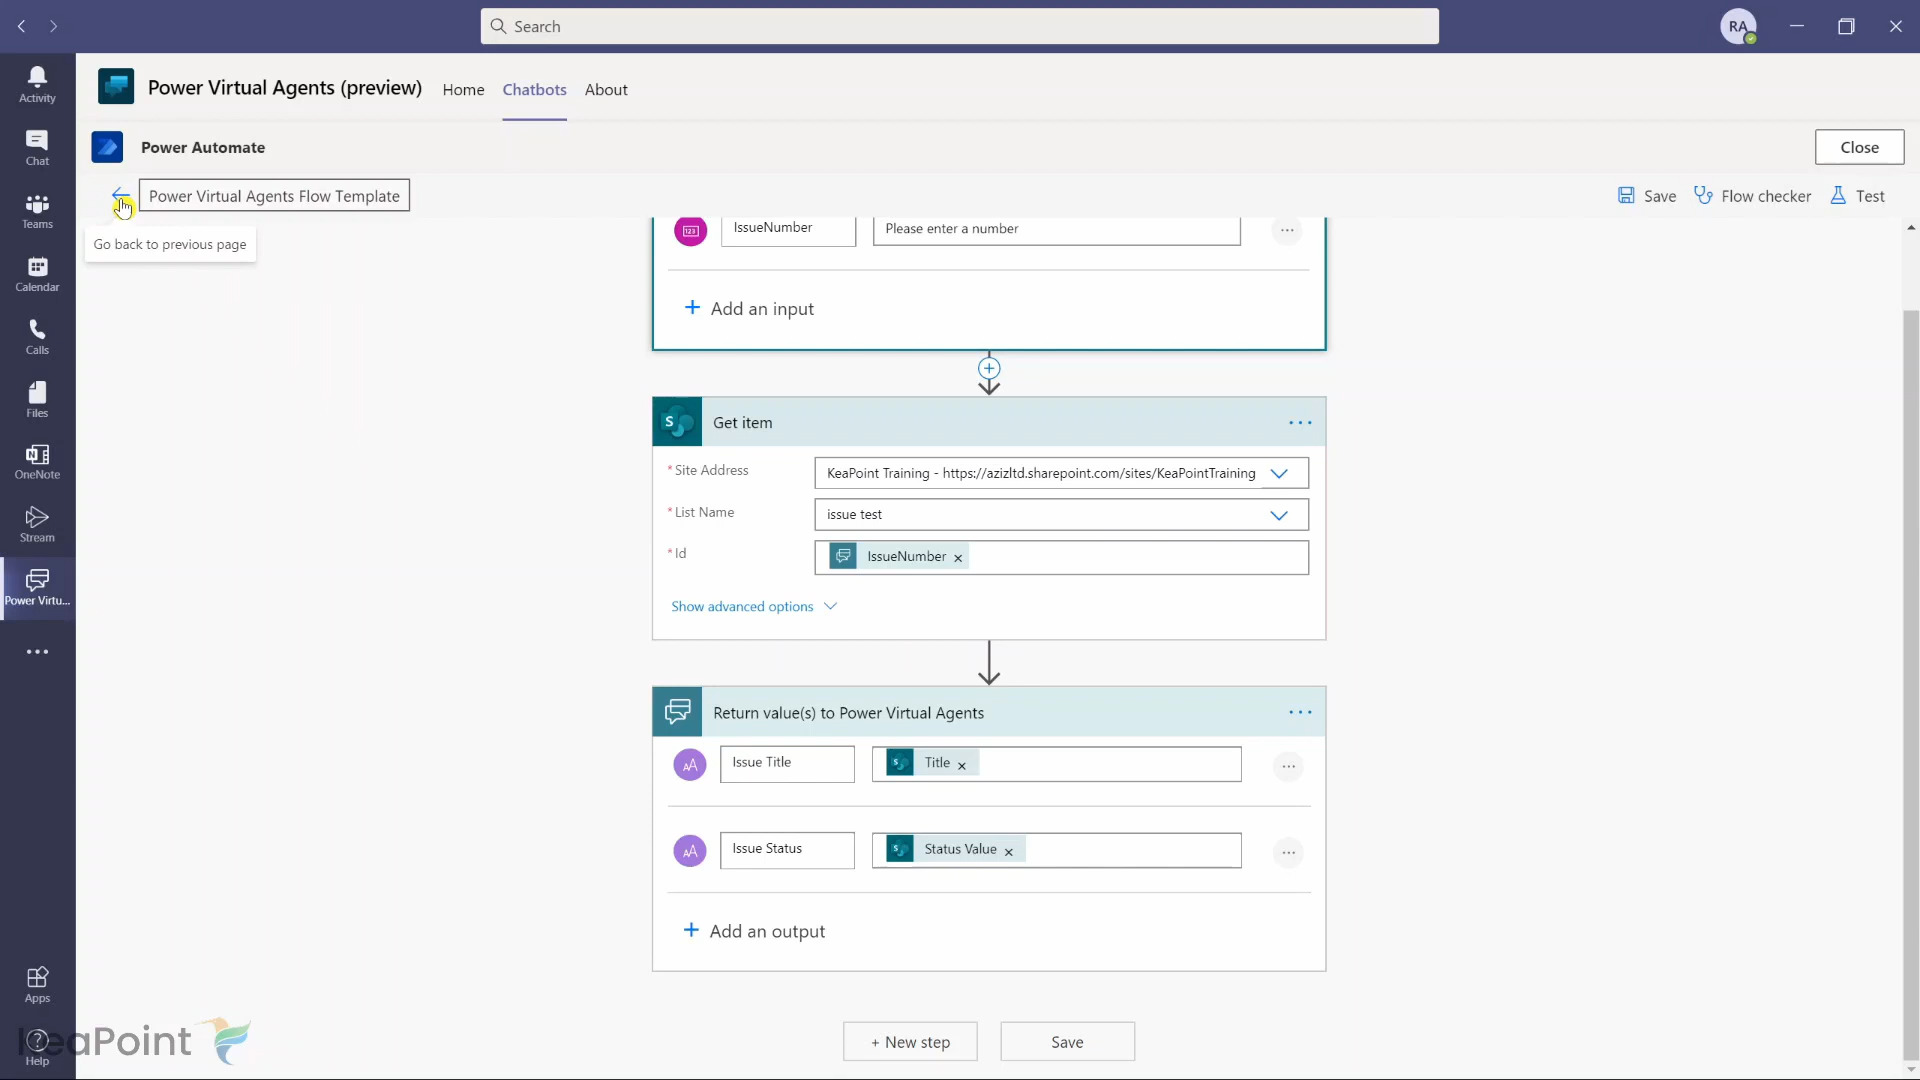 Search
RA
Activity
Chat
Teams
Calendar
Calls
Files
OneNote
Stream
Power Virtu...
Apps
Help
Power Virtual Agents (preview)
Home
Chatbots
About
Power Automate
Close
Power Virtual Agents Flow Template
Save
Flow checker
Test
Go back to previous page
123
IssueNumber
Please enter a number
+ Add an input
S
Get item
* Site Address
KeaPoint Training - https://azizltd.sharepoint.com/sites/KeaPointTraining
* List Name
issue test
* Id
IssueNumber ×
Show advanced options
Return value(s) to Power Virtual Agents
AA
Issue Title
S
Title ×
AA
Issue Status
S
Status Value ×
+ Add an output
+ New step
Save
KeaPoint